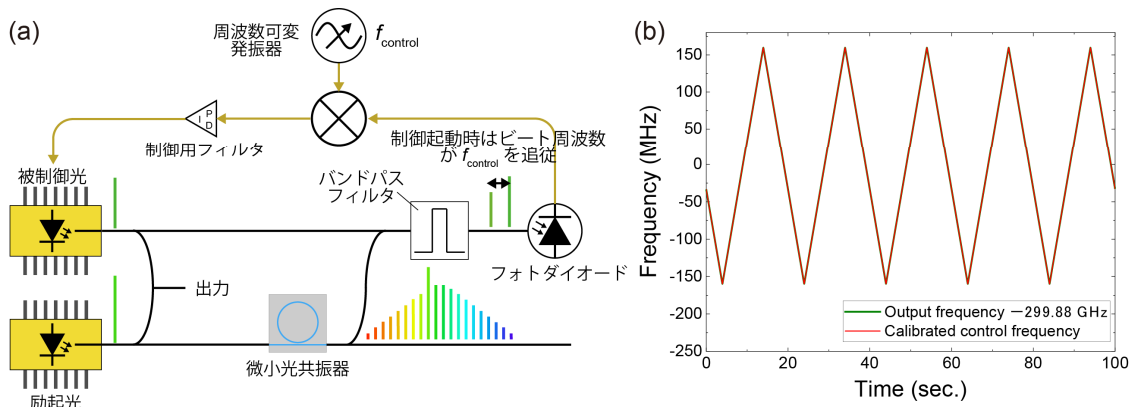 (a)
周波数可変
発振器
fcontrol
P
I
D
制御用フィルタ
制御起動時はビート周波数
が fcontrol を追従
被制御光
バンドパス
フィルタ
フォトダイオード
出力
微小光共振器
励起光
(b)
Frequency (MHz)
150
100
50
0
-50
-100
-150
-200
-250
Output frequency －299.88 GHz
Calibrated control frequency
0
20
40
60
80
100
Time (sec.)